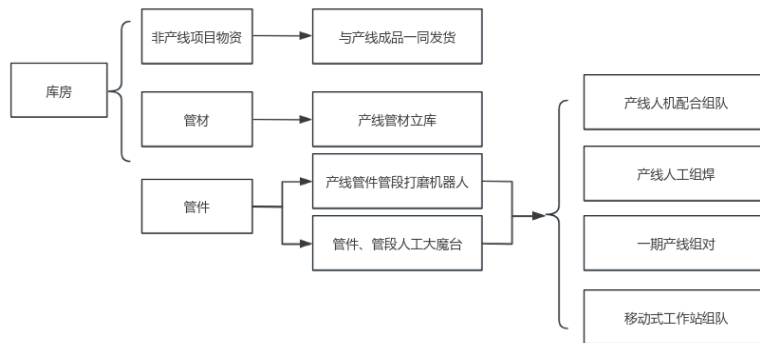 库房
非产线项目物资
与产线成品一同发货
管材
产线管材立库
管件
产线管件管段打磨机器人
管件、管段人工大魔台
产线人机配合组队
产线人工组焊
一期产线组对
移动式工作站组队